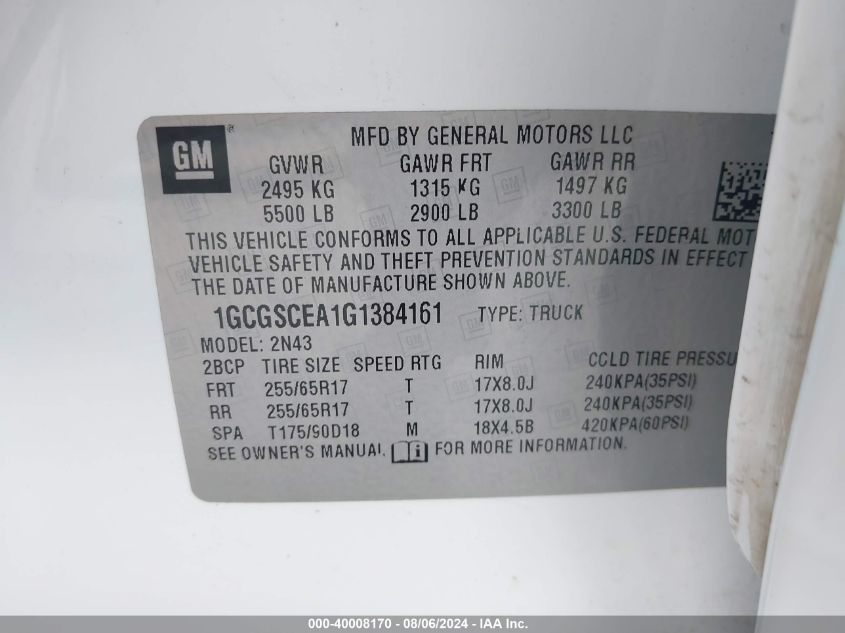 GM ® MFD BY GENERAL MOTORS LLC
GVWR GAWR FRT GAWR RR
2495 KG 1315 KG 1497 KG
5500 LB 2900 LB 3300 LB
THIS VEHICLE CONFORMS TO ALL APPLICABLE U.S. FEDERAL MOT
VEHICLE SAFETY AND THEFT PREVENTION STANDARDS IN EFFECT
THE DATE OF MANUFACTURE SHOWN ABOVE.
1GCGSCEA1G1384161 TYPE: TRUCK
MODEL: 2N43
2BCP TIRE SIZE SPEED RTG RIM CCLD TIRE PRESSU
FRT 255/65R17 T 17X8.0J 240KPA(35PSI)
RR 255/65R17 T 17X8.0J 240KPA(35PSI)
SPA T175/90D18 M 18X4.5B 420KPA(60PSI)
SEE OWNER'S MANUAL FOR MORE INFORMATION.
000-40008170 - 08/06/2024 - IAA Inc.